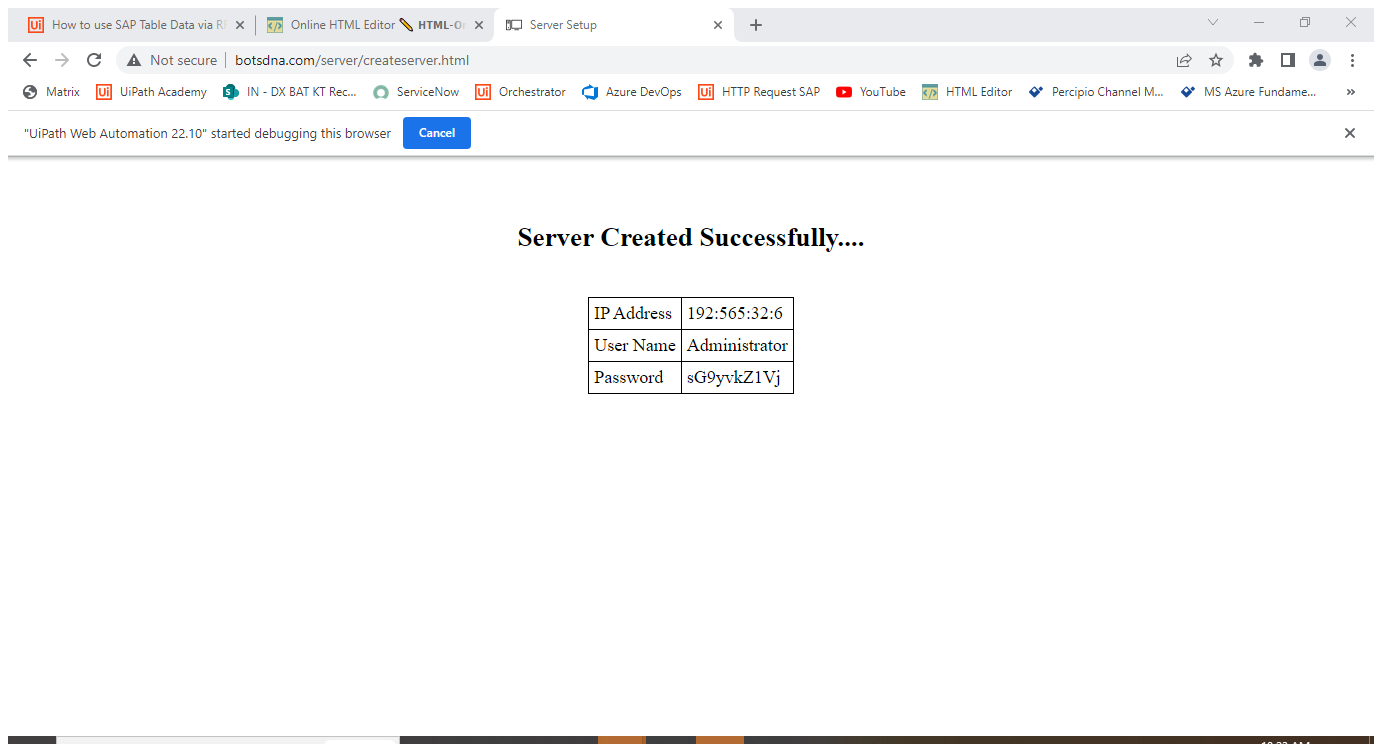 How to use SAP Table Data via RF
Online HTML Editor ✏️ HTML-On
Server Setup
Not secure
botsdna.com/server/createserver.html
Matrix
UiPath Academy
IN - DX BAT KT Rec...
ServiceNow
Orchestrator
Azure DevOps
HTTP Request SAP
YouTube
HTML Editor
Percipio Channel M...
MS Azure Fundame...
"UiPath Web Automation 22.10" started debugging this browser
Cancel
Server Created Successfully....
IP Address 192:565:32:6
User Name Administrator
Password sG9yvkZ1Vj